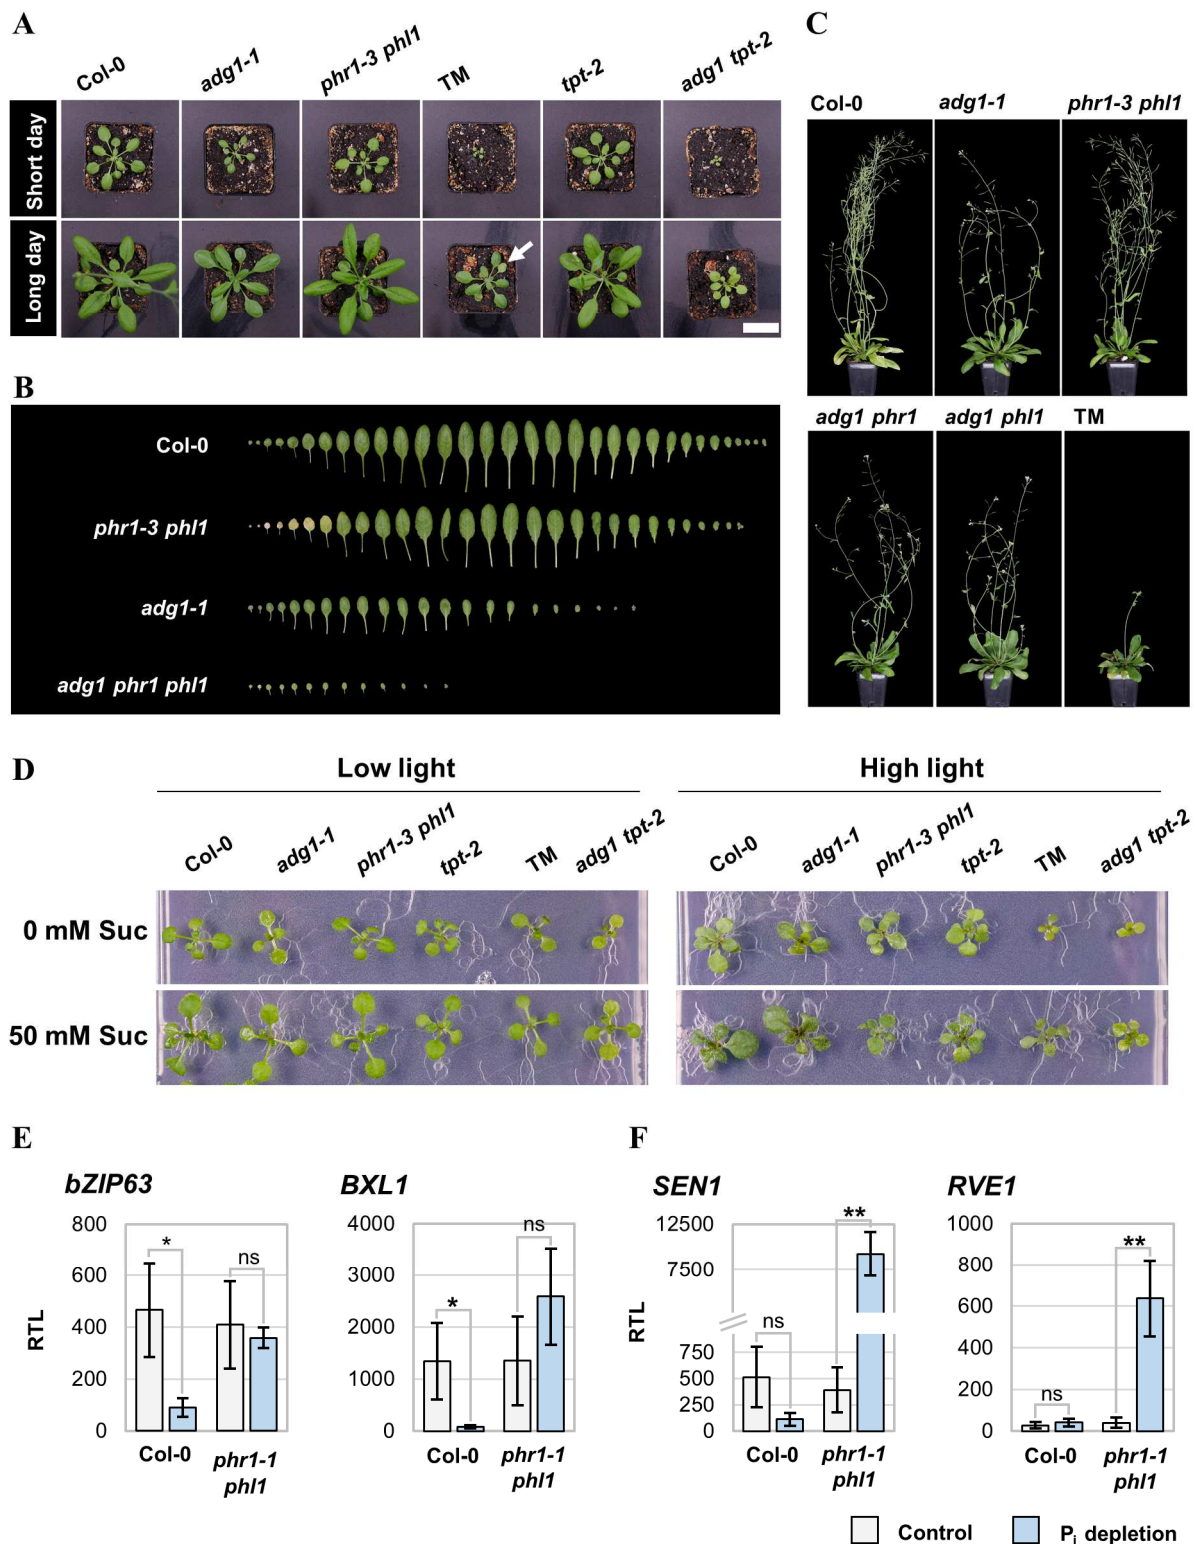 A
Col-0
adg1-1
phr1-3 phl1
TM
tpt-2
adg1 tpt-2
Short day
Long day
B
Col-0
phr1-3 phl1
adg1-1
adg1 phr1 phl1
C
Col-0
adg1-1
phr1-3 phl1
adg1 phr1
adg1 phl1
TM
D
Low light
High light
Col-0
adg1-1
phr1-3 phl1
tpt-2
TM
adg1 tpt-2
Col-0
adg1-1
phr1-3 phl1
tpt-2
TM
adg1 tpt-2
0 mM Suc
50 mM Suc
E
bZIP63
RTL
800
600
400
200
0
*
ns
Col-0
phr1-1
phl1
BXL1
4000
3000
2000
1000
0
*
ns
Col-0
phr1-1
phl1
F
SEN1
RTL
12500
7500
750
500
250
0
ns
**
Col-0
phr1-1
phl1
RVE1
1000
800
600
400
200
0
ns
**
Col-0
phr1-1
phl1
Control
Pi depletion